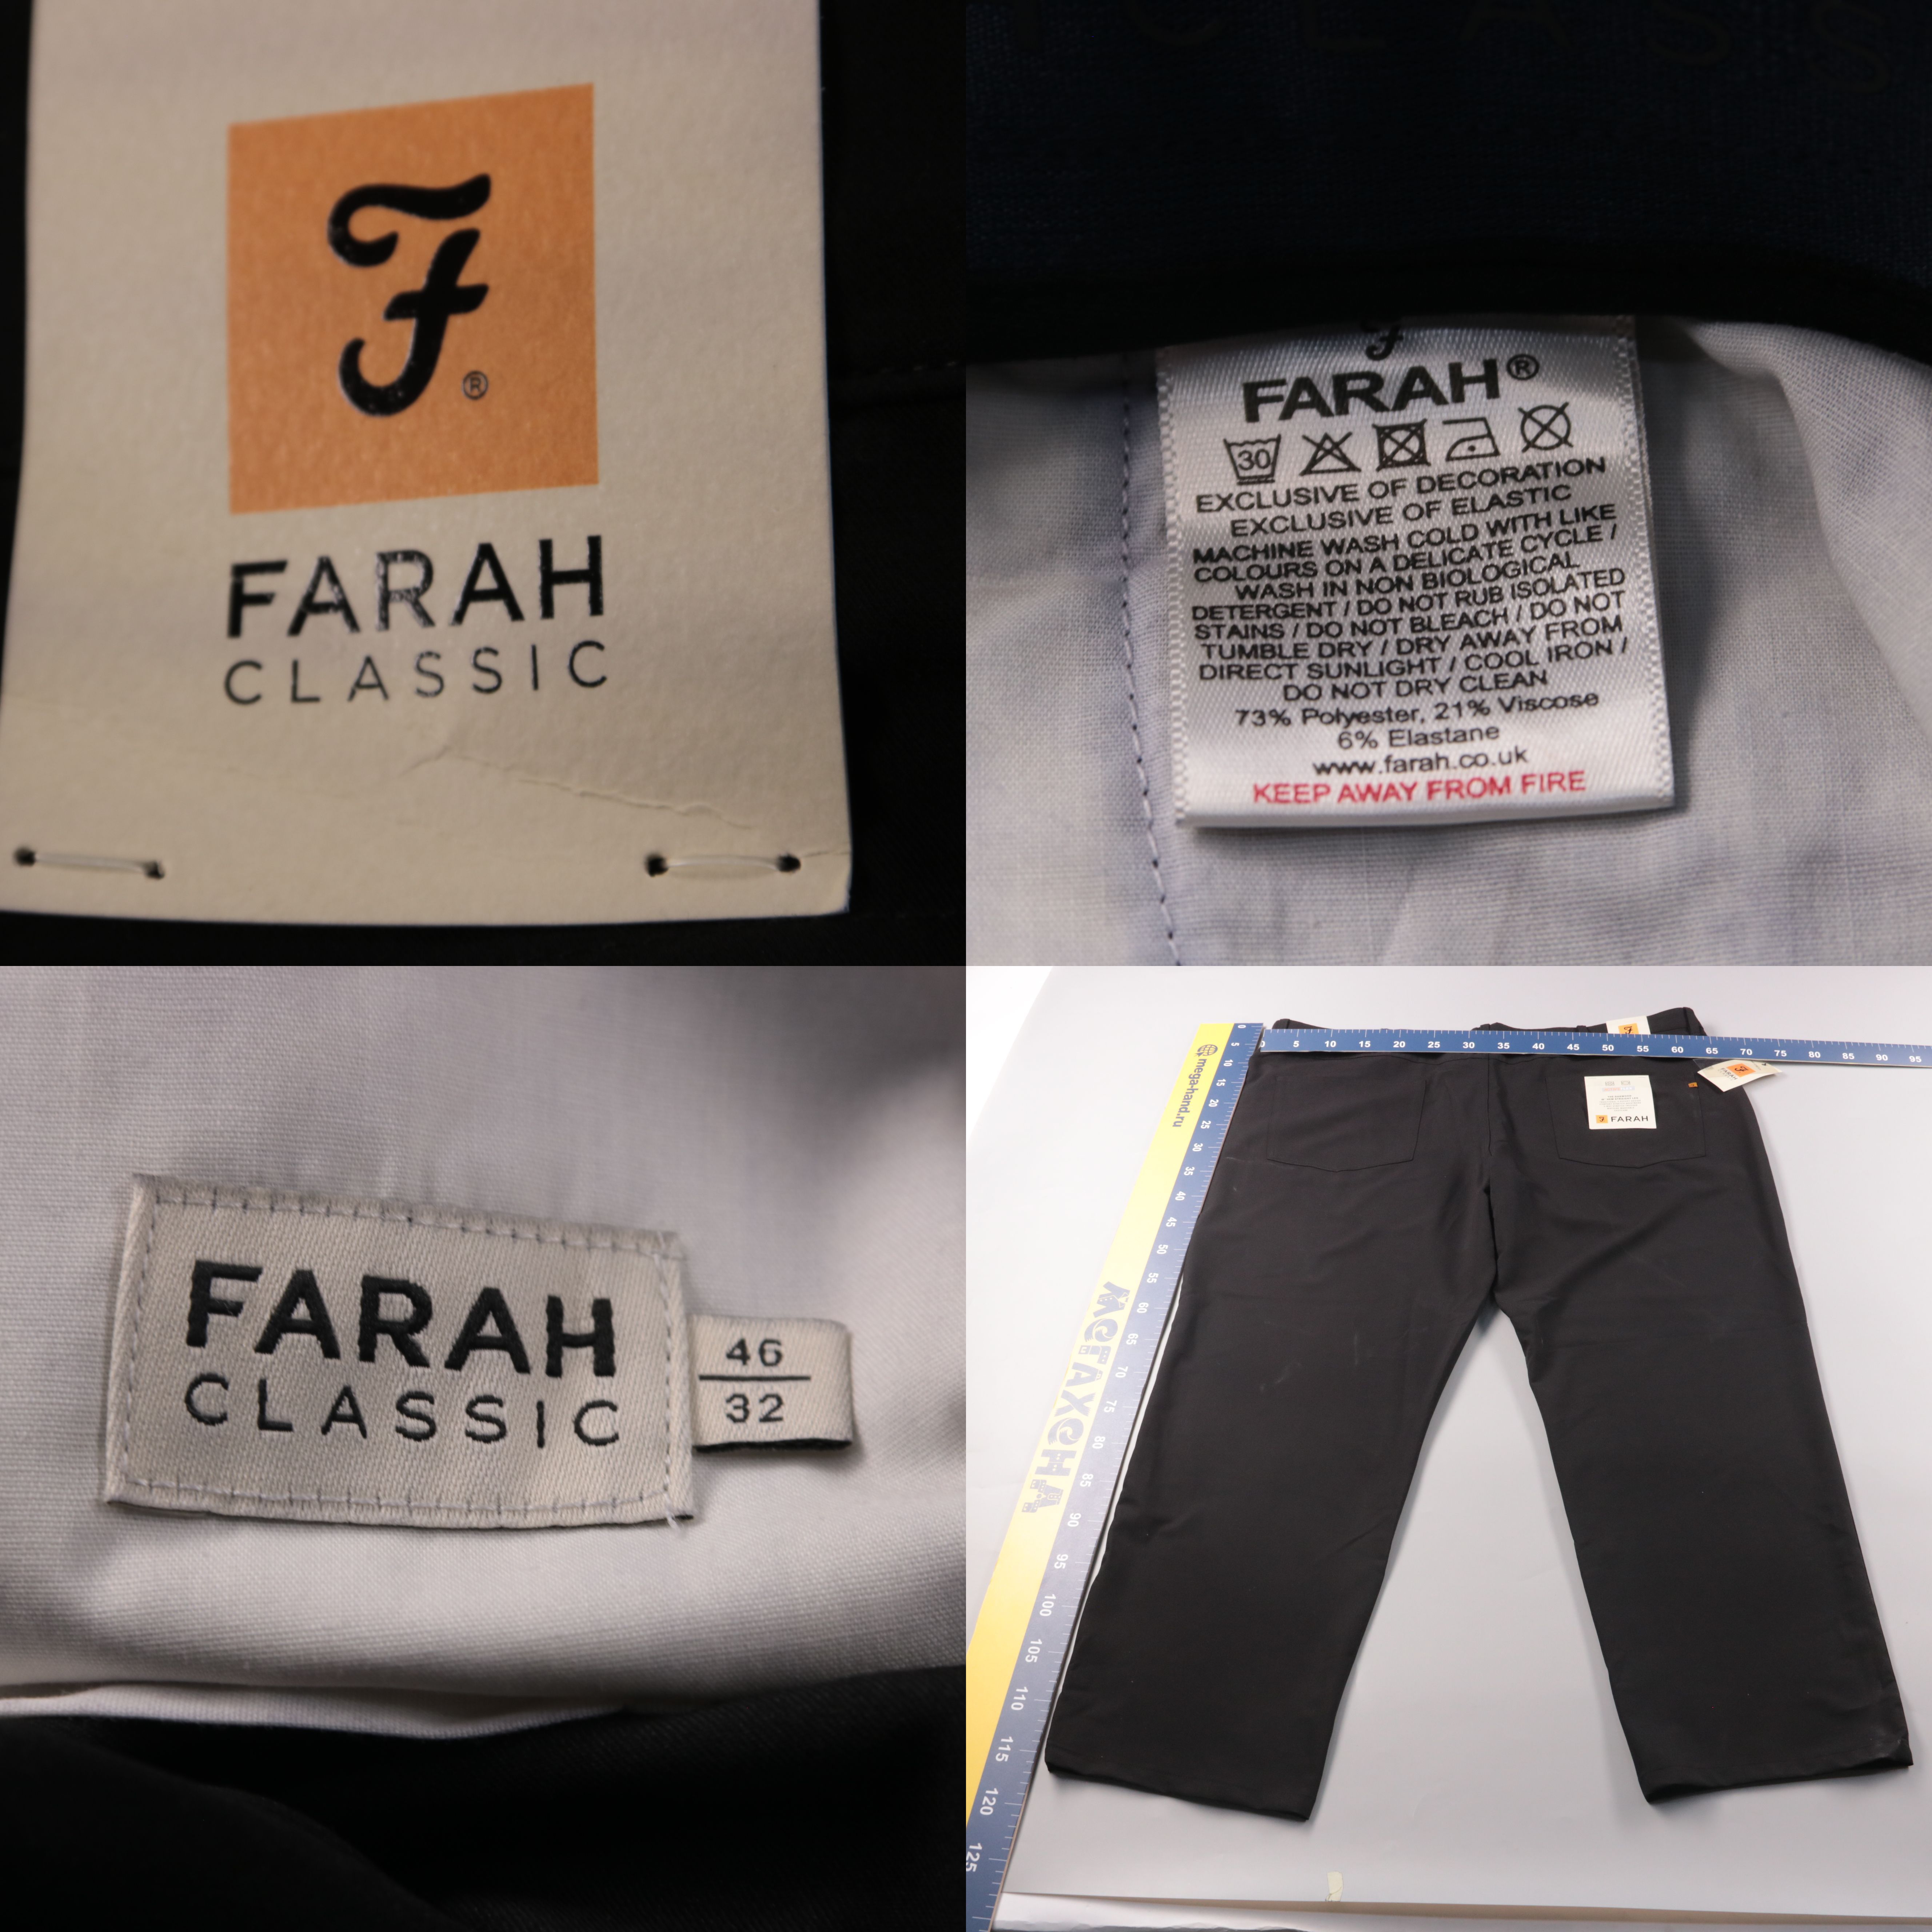 F®
FARAH
CLASSIC
CLASS
FARAH®
30
EXCLUSIVE OF DECORATION
EXCLUSIVE OF ELASTIC
MACHINE WASH COLD WITH LIKE
COLOURS ON A DELICATE CYCLE /
WASH IN NON BIOLOGICAL
DETERGENT / DO NOT RUB ISOLATED
STAINS / DO NOT BLEACH / DO NOT
TUMBLE DRY / DRY AWAY FROM
DIRECT SUNLIGHT / COOL IRON /
DO NOT DRY CLEAN
73% Polyester, 21% Viscose
6% Elastane
www.farah.co.uk
KEEP AWAY FROM FIRE
FARAH
CLASSIC
46
32
0 5 10 15 20 25 30 35 40 45 50 55 60 65 70 75 80 85 90 95
0 5 10 15 20 25 30 35 40 45 50 55 60 65 70 75 80 85 90 95 100 105 110 115 120 125
mega-hand.ru
МЕГАХЕНД
F
F
F FARAH